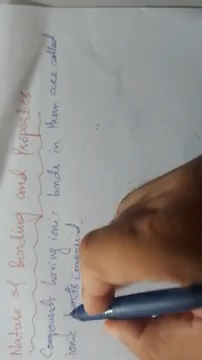 Nature of Bonding and Properties
Compounds having ionic bonds in them are called
ionic compound.